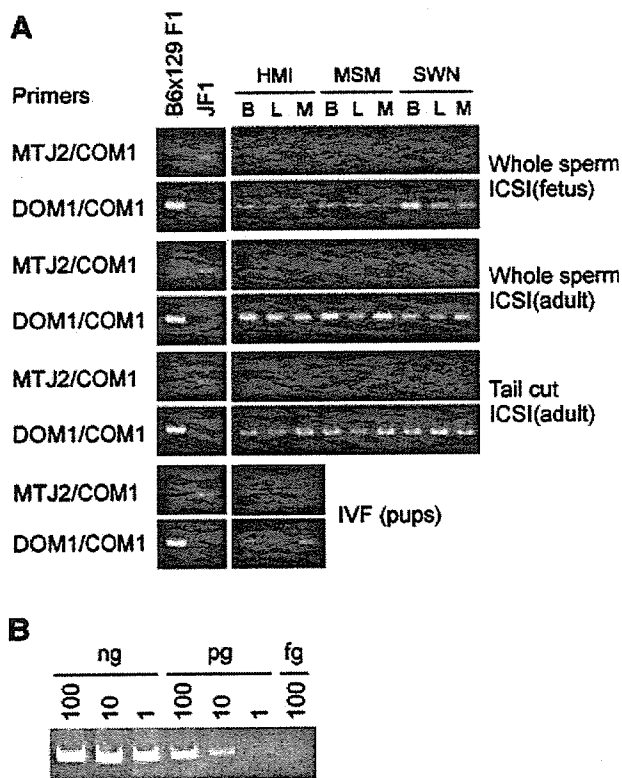 A
B6x129 F1
JF1
Primers
HMI MSM SWN
B L M B L M B L M
MTJ2/COM1
DOM1/COM1
Whole sperm
ICSI(fetus)
MTJ2/COM1
DOM1/COM1
Whole sperm
ICSI(adult)
MTJ2/COM1
DOM1/COM1
Tail cut
ICSI(adult)
MTJ2/COM1
DOM1/COM1
IVF (pups)
B
ng pg fg
100 10 1 100 10 1 100